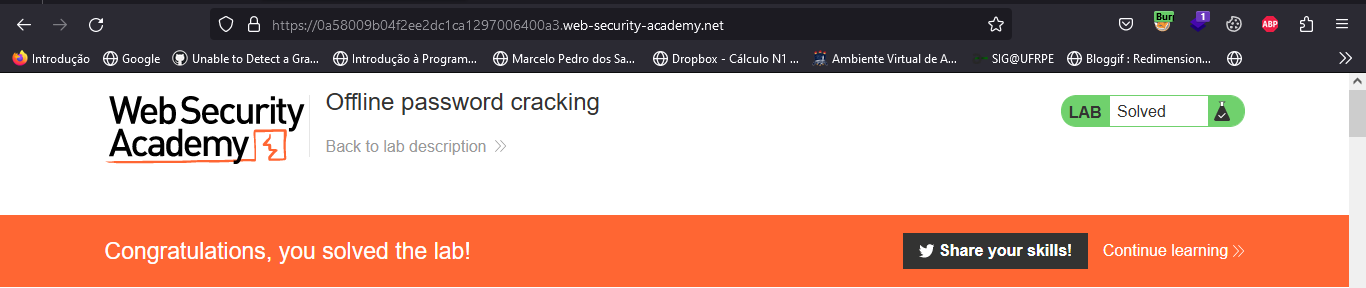 https://0a58009b04f2ee2dc1ca1297006400a3.web-security-academy.net
Bur 1 ABP
Introdução Google Unable to Detect a Gra... Introdução à Program... Marcelo Pedro dos Sa... Dropbox - Cálculo N1 ... Ambiente Virtual de A... SIG@UFRPE Bloggif : Redimension...
Web Security
Academy
Offline password cracking
Back to lab description
LAB Solved
Congratulations, you solved the lab!
Share your skills! Continue learning